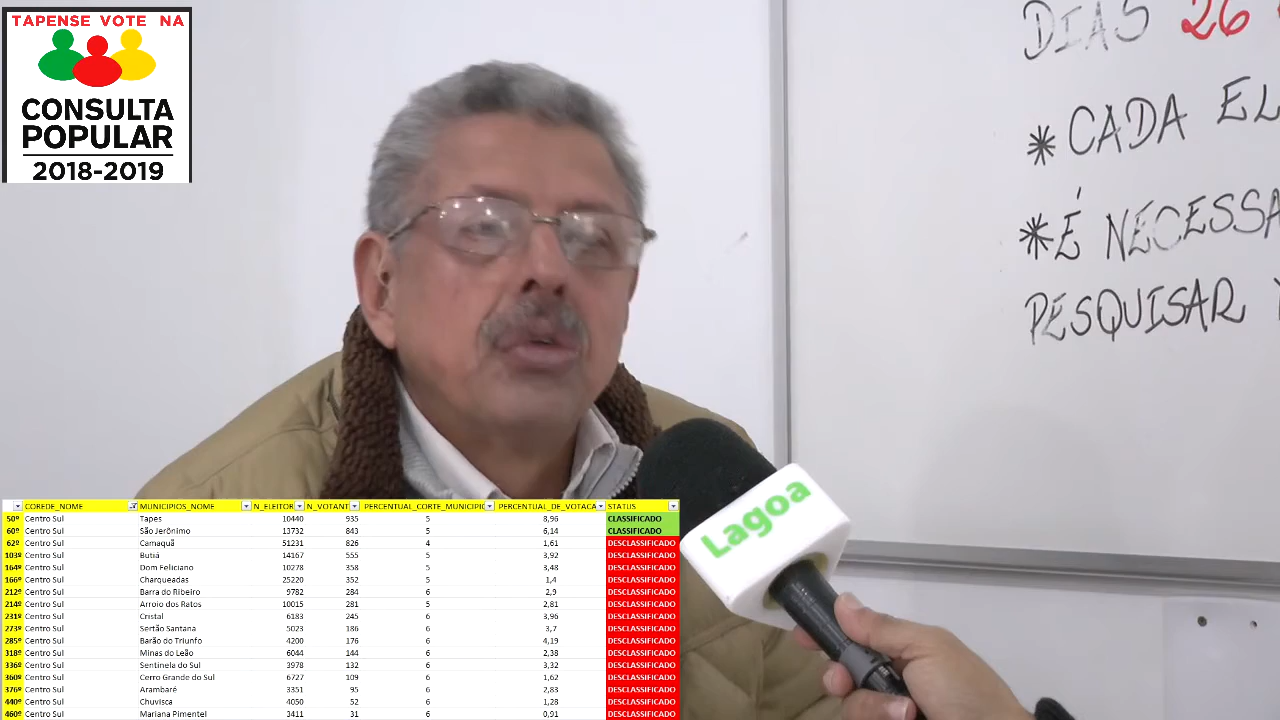 TAPENSE VOTE NA
CONSULTA
POPULAR
2018-2019
DIAS 26
*CADA EL
*É NECESSA
PESQUISAR
Lagoa
COREDE_NOME MUNICIPIOS_NOME N_ELEITOR N_VOTANT PERCENTUAL_CORTE_MUNICIPIO PERCENTUAL_DE_VOTACA STATUS
50º Centro Sul Tapes 10440 935 5 8,96 CLASSIFICADO
60º Centro Sul São Jerônimo 13732 843 5 6,14 CLASSIFICADO
62º Centro Sul Camaquã 51231 826 4 1,61 DESCLASSIFICADO
103º Centro Sul Butiá 14167 555 5 3,92 DESCLASSIFICADO
164º Centro Sul Dom Feliciano 10278 358 5 3,48 DESCLASSIFICADO
166º Centro Sul Charqueadas 25220 352 5 1,4 DESCLASSIFICADO
212º Centro Sul Barra do Ribeiro 9782 284 6 2,9 DESCLASSIFICADO
214º Centro Sul Arroio dos Ratos 10015 281 5 2,81 DESCLASSIFICADO
231º Centro Sul Cristal 6183 245 6 3,96 DESCLASSIFICADO
273º Centro Sul Sertão Santana 5023 186 6 3,7 DESCLASSIFICADO
285º Centro Sul Barão do Triunfo 4200 176 6 4,19 DESCLASSIFICADO
318º Centro Sul Minas do Leão 6044 144 6 2,38 DESCLASSIFICADO
336º Centro Sul Sentinela do Sul 3978 132 6 3,32 DESCLASSIFICADO
360º Centro Sul Cerro Grande do Sul 6727 109 6 1,62 DESCLASSIFICADO
376º Centro Sul Arambaré 3351 95 6 2,83 DESCLASSIFICADO
440º Centro Sul Chuvisca 4050 52 6 1,28 DESCLASSIFICADO
460º Centro Sul Mariana Pimentel 3411 31 6 0,91 DESCLASSIFICADO